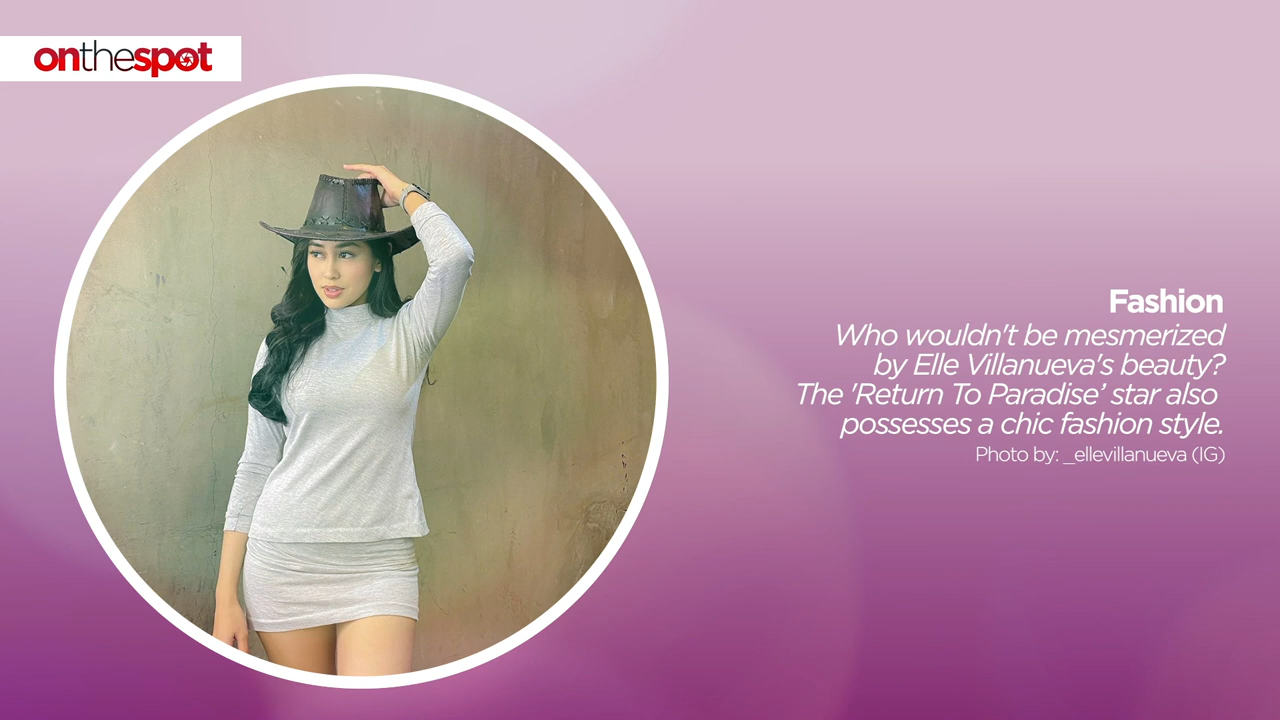 onthespot
Fashion
Who wouldn't be mesmerized
by Elle Villanueva's beauty?
The 'Return To Paradise’ star also
possesses a chic fashion style.
Photo by: _ellevillanueva (IG)